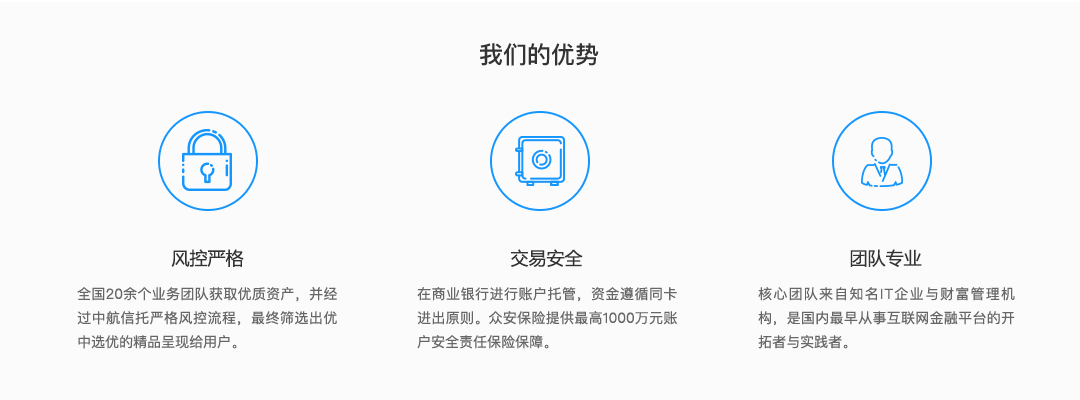 我们的优势
风控严格
全国20余个业务团队获取优质资产，并经
过中航信托严格风控流程，最终筛选出优
中选优的精品呈现给用户。
交易安全
在商业银行进行账户托管，资金遵循同卡
进出原则。众安保险提供最高1000万元账
户安全责任保险保障。
团队专业
核心团队来自知名IT企业与财富管理机
构，是国内最早从事互联网金融平台的开
拓者与实践者。